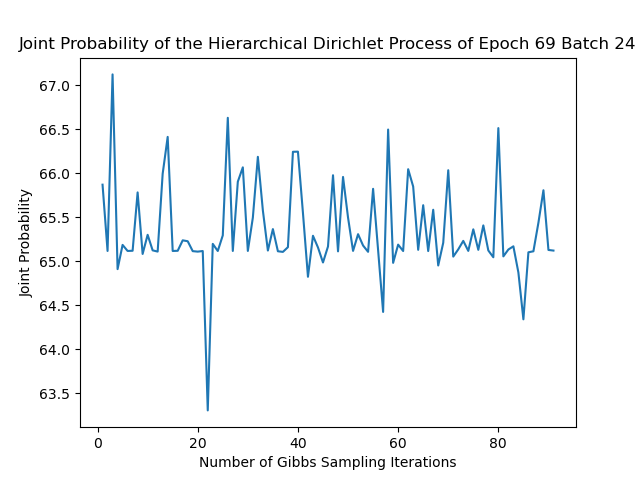 Joint Probability of the Hierarchical Dirichlet Process of Epoch 69 Batch 24
67.0
66.5
66.0
65.5
65.0
64.5
64.0
63.5
Joint Probability
0 20 40 60 80
Number of Gibbs Sampling Iterations